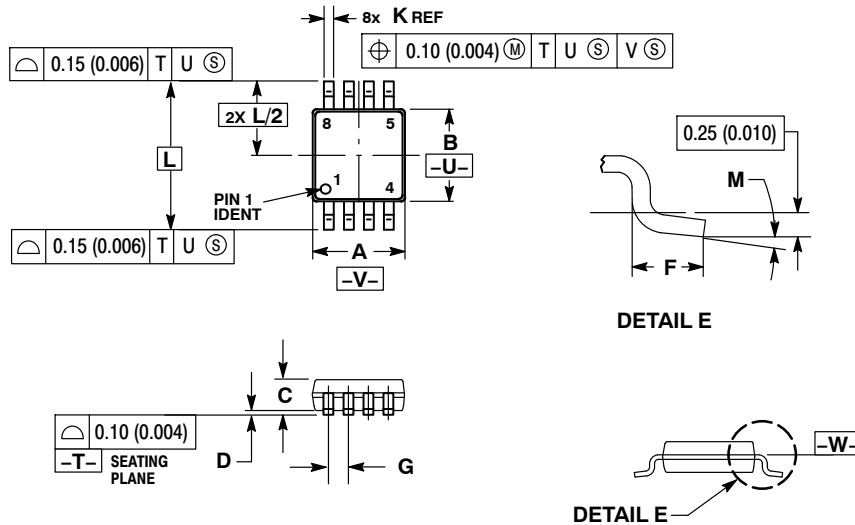 8x K REF
⌓ 0.15 (0.006) T U Ⓢ
⌖ 0.10 (0.004) Ⓜ T U Ⓢ V Ⓢ
2X L/2
8 5
B
0.25 (0.010)
L
-U-
M
PIN 1
IDENT
1 4
⌓ 0.15 (0.006) T U Ⓢ
A
-V-
F
DETAIL E
C
⌓ 0.10 (0.004)
-T- SEATING
PLANE
D
G
-W-
DETAIL E